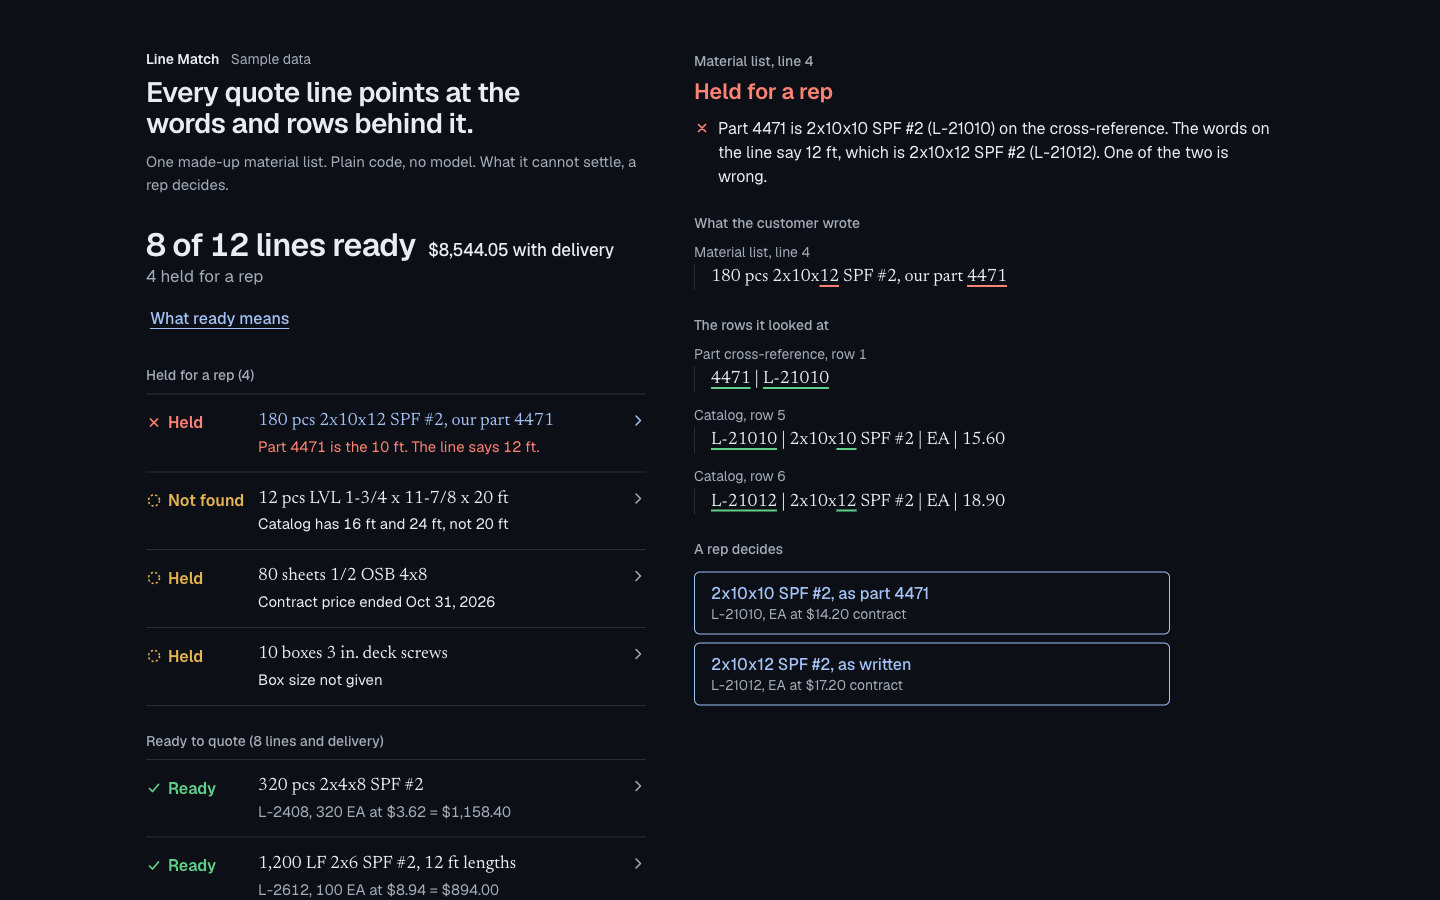 Line Match Sample data
Every quote line points at the
words and rows behind it.
One made-up material list. Plain code, no model. What it cannot settle, a
rep decides.
8 of 12 lines ready $8,544.05 with delivery
4 held for a rep
What ready means
Held for a rep (4)
Held 180 pcs 2x10x12 SPF #2, our part 4471
Part 4471 is the 10 ft. The line says 12 ft.
Not found 12 pcs LVL 1-3/4 x 11-7/8 x 20 ft
Catalog has 16 ft and 24 ft, not 20 ft
Held 80 sheets 1/2 OSB 4x8
Contract price ended Oct 31, 2026
Held 10 boxes 3 in. deck screws
Box size not given
Ready to quote (8 lines and delivery)
Ready 320 pcs 2x4x8 SPF #2
L-2408, 320 EA at $3.62 = $1,158.40
Ready 1,200 LF 2x6 SPF #2, 12 ft lengths
L-2612, 100 EA at $8.94 = $894.00
Material list, line 4
Held for a rep
Part 4471 is 2x10x10 SPF #2 (L-21010) on the cross-reference. The words on
the line say 12 ft, which is 2x10x12 SPF #2 (L-21012). One of the two is
wrong.
What the customer wrote
Material list, line 4
180 pcs 2x10x12 SPF #2, our part 4471
The rows it looked at
Part cross-reference, row 1
4471 | L-21010
Catalog, row 5
L-21010 | 2x10x10 SPF #2 | EA | 15.60
Catalog, row 6
L-21012 | 2x10x12 SPF #2 | EA | 18.90
A rep decides
2x10x10 SPF #2, as part 4471
L-21010, EA at $14.20 contract
2x10x12 SPF #2, as written
L-21012, EA at $17.20 contract